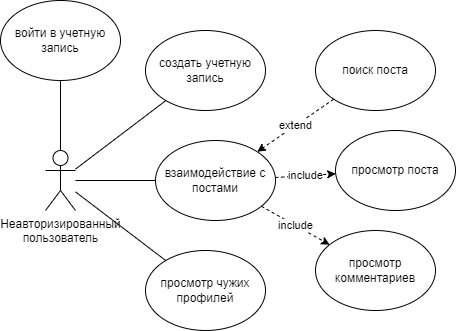 войти в учетную
запись
создать учетную
запись
поиск поста
extend
взаимодействие с
постами
include
просмотр поста
Неавторизированный
пользователь
include
просмотр
комментариев
просмотр чужих
профилей